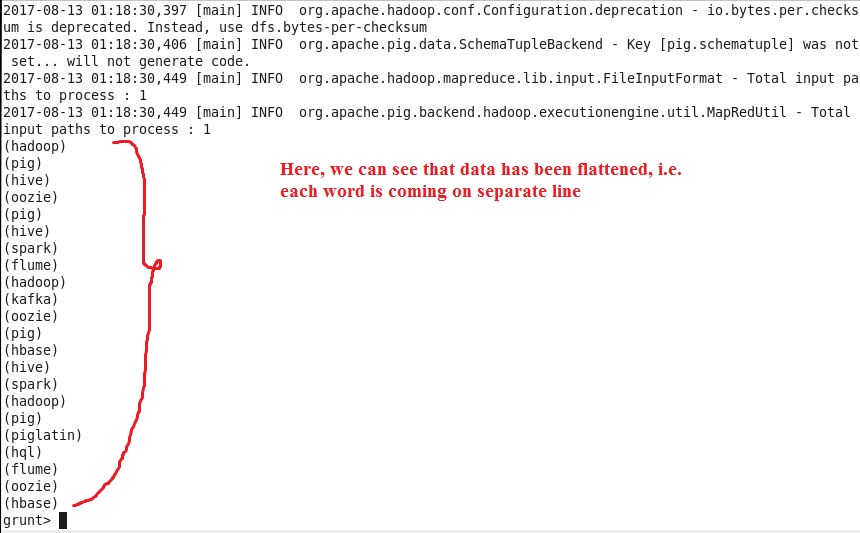 2017-08-13 01:18:30,397 [main] INFO  org.apache.hadoop.conf.Configuration.deprecation - io.bytes.per.checks
um is deprecated. Instead, use dfs.bytes-per-checksum
2017-08-13 01:18:30,406 [main] INFO  org.apache.pig.data.SchemaTupleBackend - Key [pig.schematuple] was not
 set... will not generate code.
2017-08-13 01:18:30,449 [main] INFO  org.apache.hadoop.mapreduce.lib.input.FileInputFormat - Total input pa
ths to process : 1
2017-08-13 01:18:30,449 [main] INFO  org.apache.pig.backend.hadoop.executionengine.util.MapRedUtil - Total
input paths to process : 1
(hadoop)
(pig)
Here, we can see that data has been flattened, i.e.
(hive)
each word is coming on separate line
(oozie)
(pig)
(hive)
(spark)
(flume)
(hadoop)
(kafka)
(oozie)
(pig)
(hbase)
(hive)
(spark)
(hadoop)
(pig)
(piglatin)
(hql)
(flume)
(oozie)
(hbase)
grunt>